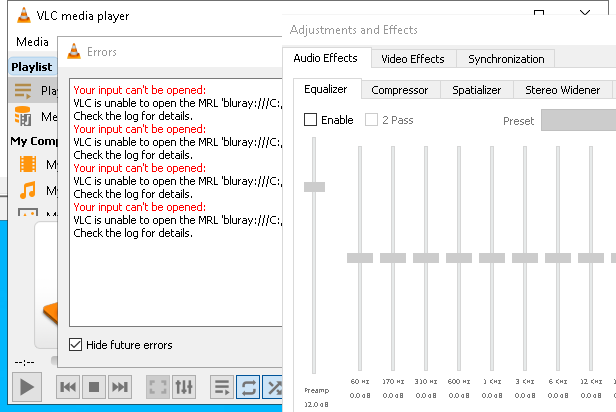 VLC media player
Media
Playlist
Play
Me
My Comp
My
My
Errors
Your input can't be opened:
VLC is unable to open the MRL 'bluray:///C:/
Check the log for details.
Your input can't be opened:
VLC is unable to open the MRL 'bluray:///C:/
Check the log for details.
Your input can't be opened:
VLC is unable to open the MRL 'bluray:///C:/
Check the log for details.
Your input can't be opened:
VLC is unable to open the MRL 'bluray:///C:/
Check the log for details.
Hide future errors
--:--
Adjustments and Effects
Audio Effects Video Effects Synchronization
Equalizer Compressor Spatializer Stereo Widener
Enable 2 Pass Preset
60 Hz 170 Hz 310 Hz 600 Hz 1 KHz 3 KHz 6 KHz 12 KHz
Preamp
12.0 dB 0.0 dB 0.0 dB 0.0 dB 0.0 dB 0.0 dB 0.0 dB 0.0 dB 0.0 dB